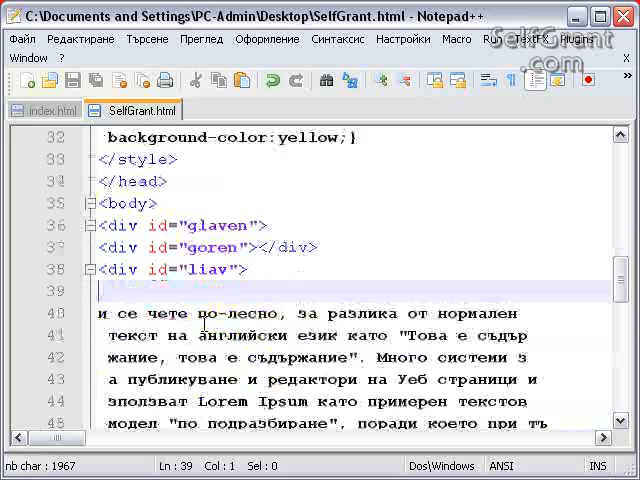 C:\Documents and Settings\PC-Admin\Desktop\SelfGrant.html - Notepad++
Файл Редактиране Търсене Преглед Оформление Синтаксис Настройки Macro Run TextFX Plugins
Window ? X
SelfGrant
.com
index.html SelfGrant.html
32 background-color:yellow;}
33 </style>
34 </head>
35 <body>
36 <div id="glaven">
37 <div id="goren"></div>
38 <div id="liav">
39
40 и се чете по-лесно, за разлика от нормален
41 текст на английски език като "Това е съдър
42 жание, това е съдържание". Много системи з
43 а публикуване и редактори на Уеб страници и
44 зползват Lorem Ipsum като примерен текстов
45 модел "по подразбиране", поради което при тъ
nb char : 1967 Ln : 39 Col : 1 Sel : 0 Dos\Windows ANSI INS